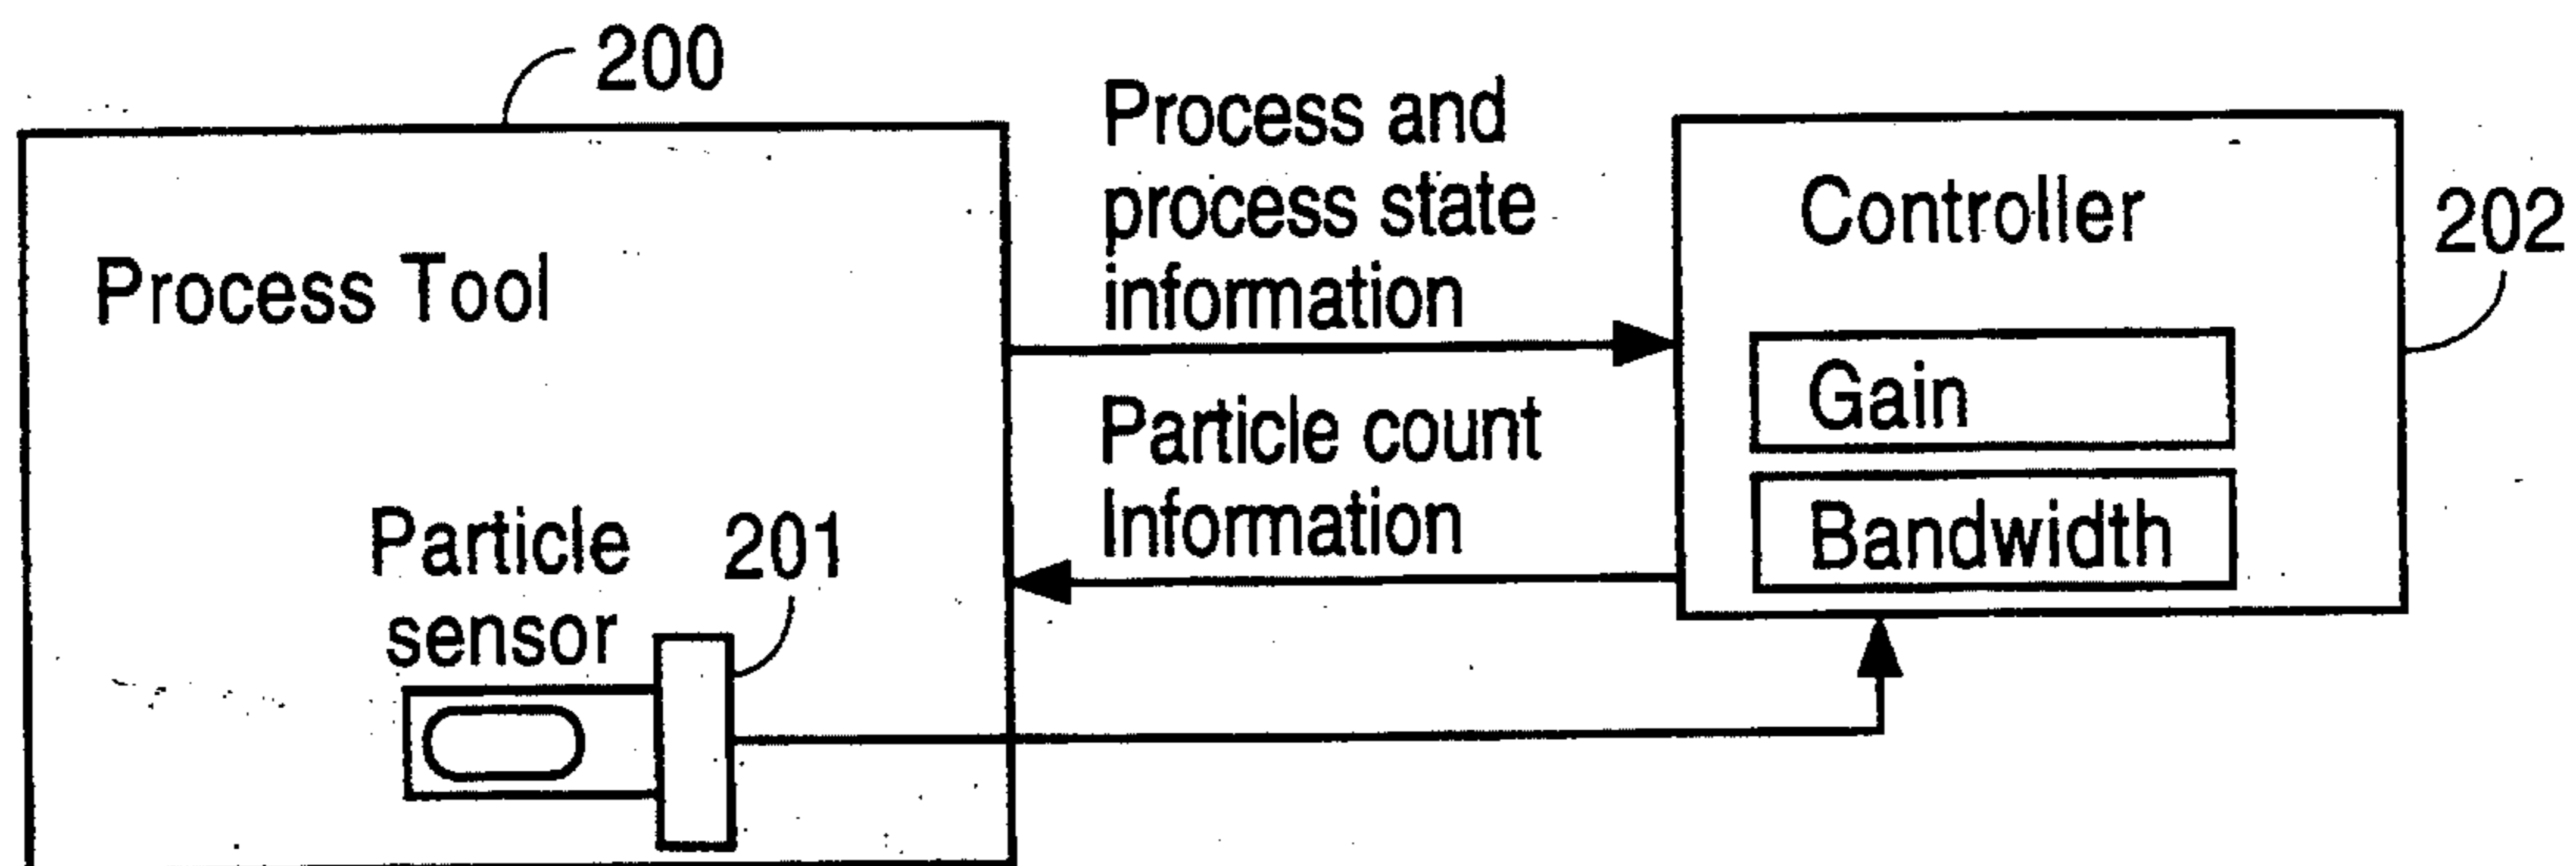 200
Process and
process state
information
Controller
202
Process Tool
Gain
Particle count
Information
Bandwidth
Particle
sensor
201